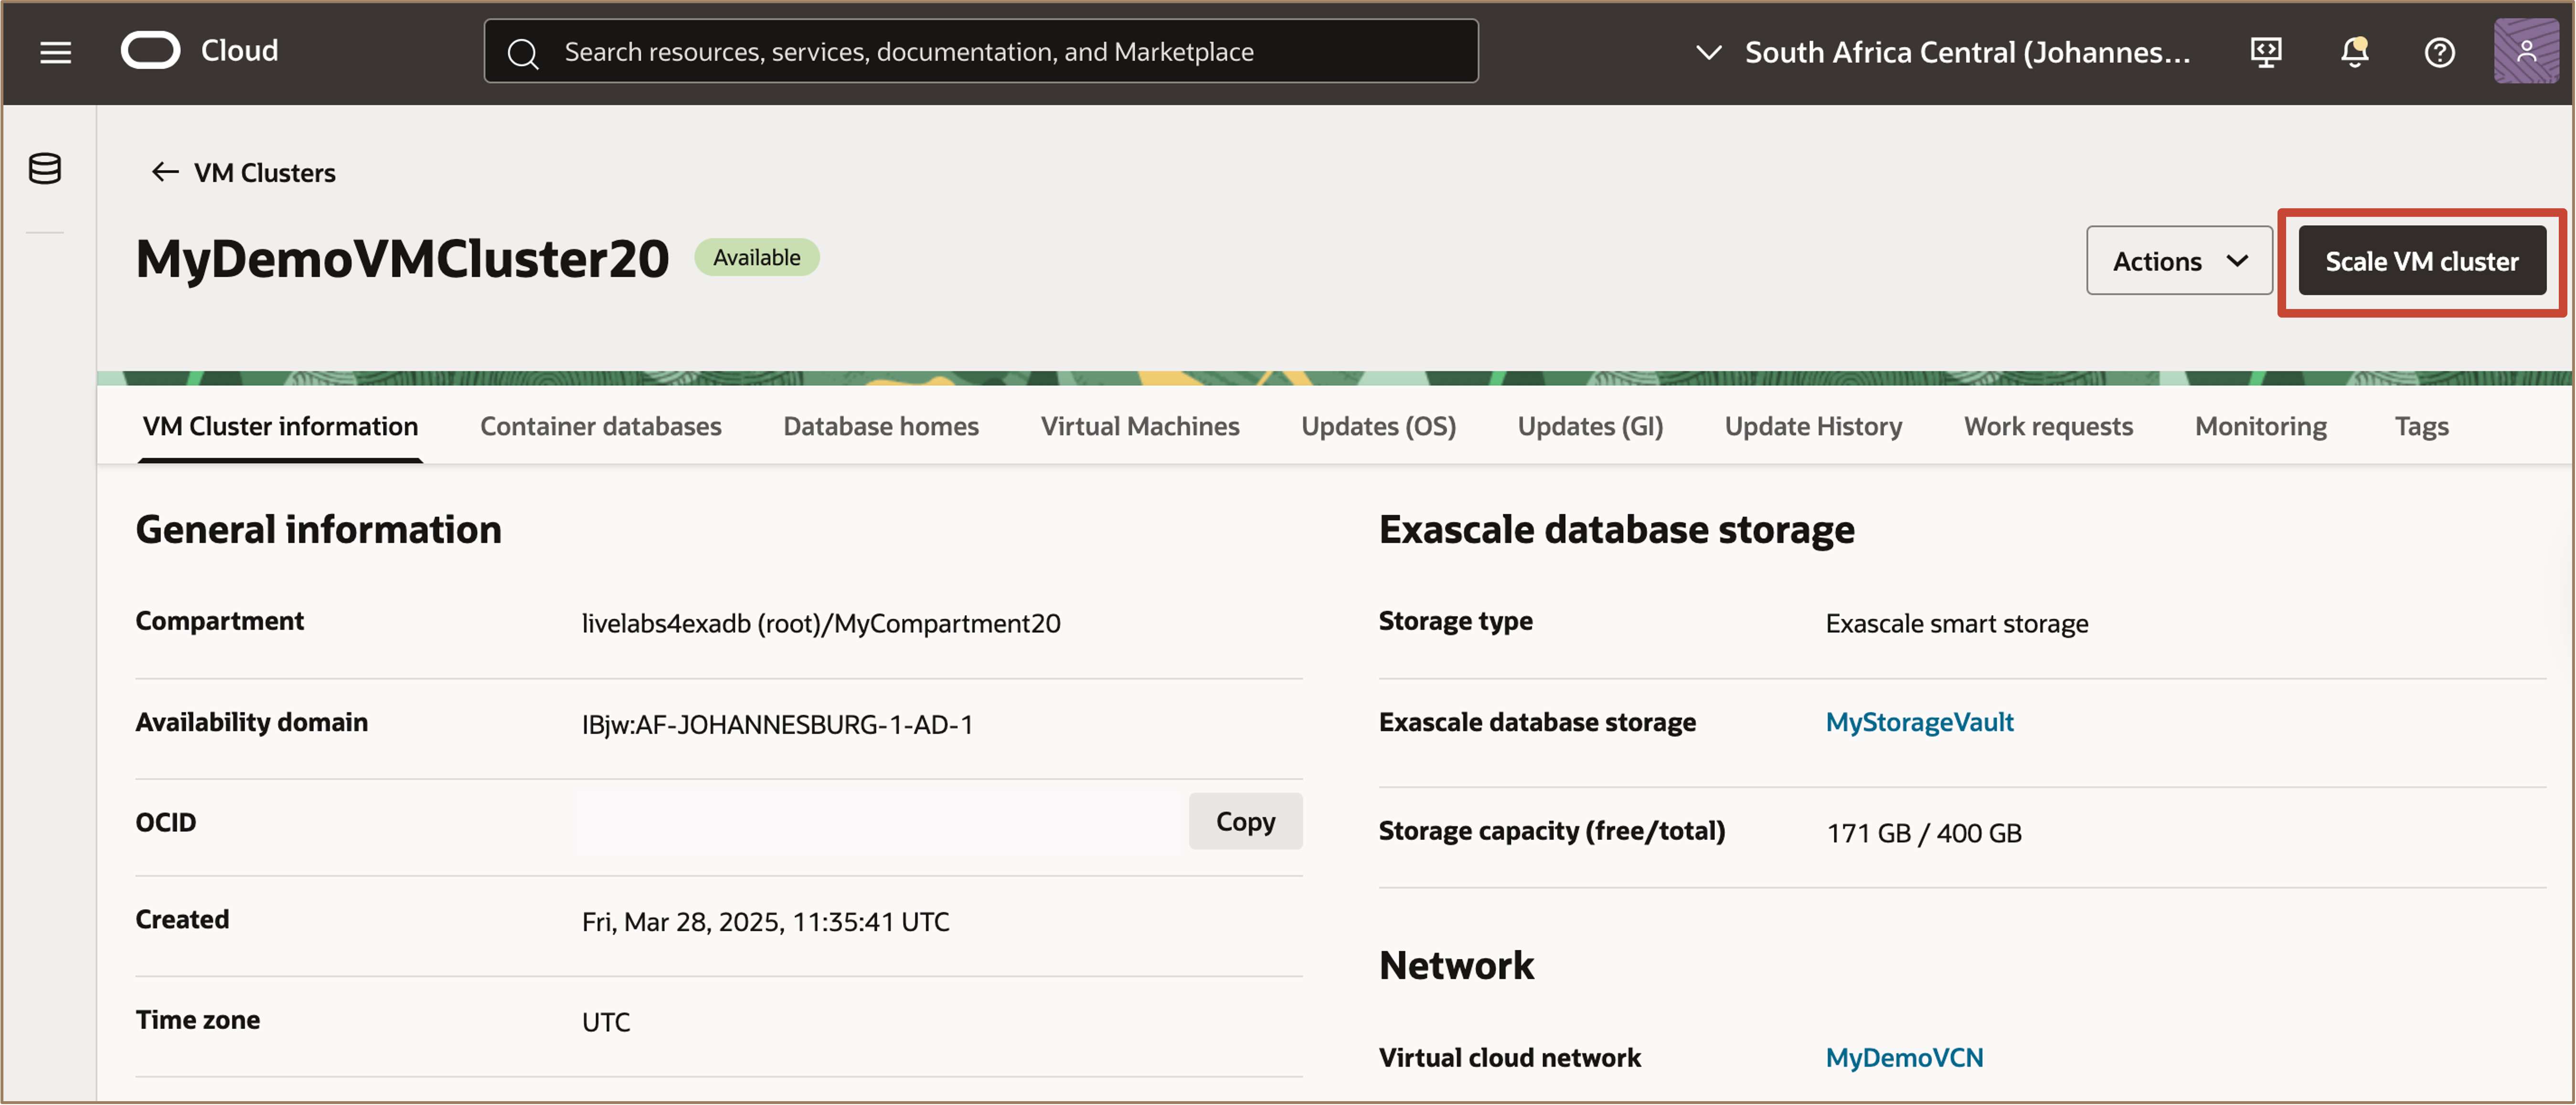 Cloud
Search resources, services, documentation, and Marketplace
South Africa Central (Johannes...
VM Clusters
MyDemoVMCluster20
Available
Actions
Scale VM cluster
VM Cluster information
Container databases
Database homes
Virtual Machines
Updates (OS)
Updates (GI)
Update History
Work requests
Monitoring
Tags
General information
Compartment
livelabs4exadb (root)/MyCompartment20
Availability domain
IBjw:AF-JOHANNESBURG-1-AD-1
OCID
Copy
Created
Fri, Mar 28, 2025, 11:35:41 UTC
Time zone
UTC
Exascale database storage
Storage type
Exascale smart storage
Exascale database storage
MyStorageVault
Storage capacity (free/total)
171 GB / 400 GB
Network
Virtual cloud network
MyDemoVCN